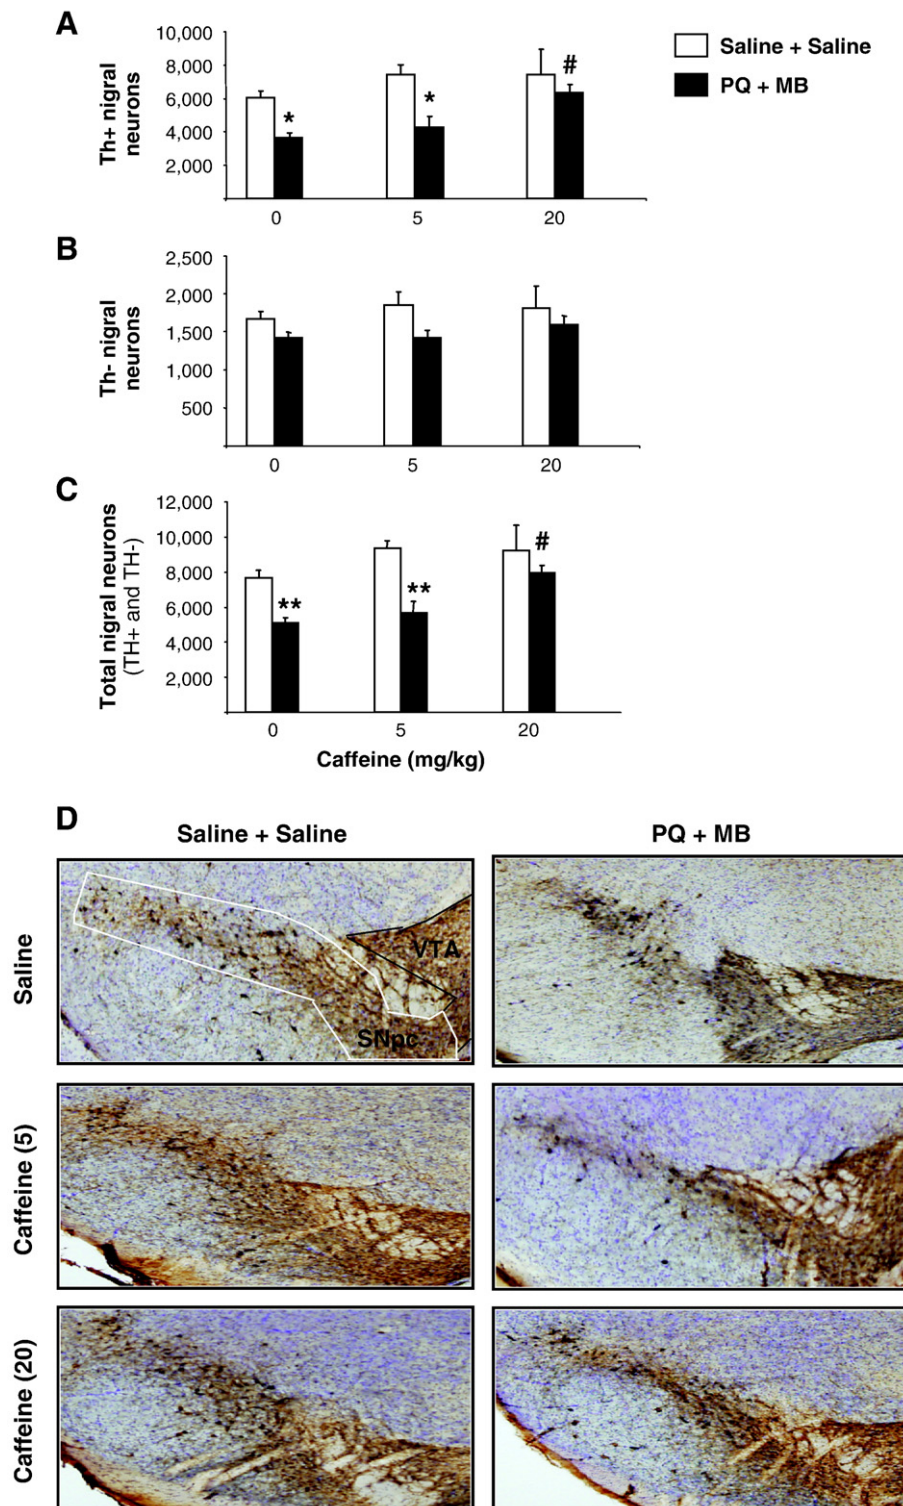 A
10,000
8,000
6,000
4,000
2,000
Th+ nigral
neurons
*
*
#
0
5
20
Saline + Saline
PQ + MB
B
2,500
2,000
1,500
1,000
500
Th- nigral
neurons
0
5
20
C
12,000
10,000
8,000
6,000
4,000
2,000
Total nigral neurons
(TH+ and TH-)
**
**
#
0
5
20
Caffeine (mg/kg)
D
Saline + Saline
PQ + MB
Saline
VTA
SNpc
Caffeine (5)
Caffeine (20)